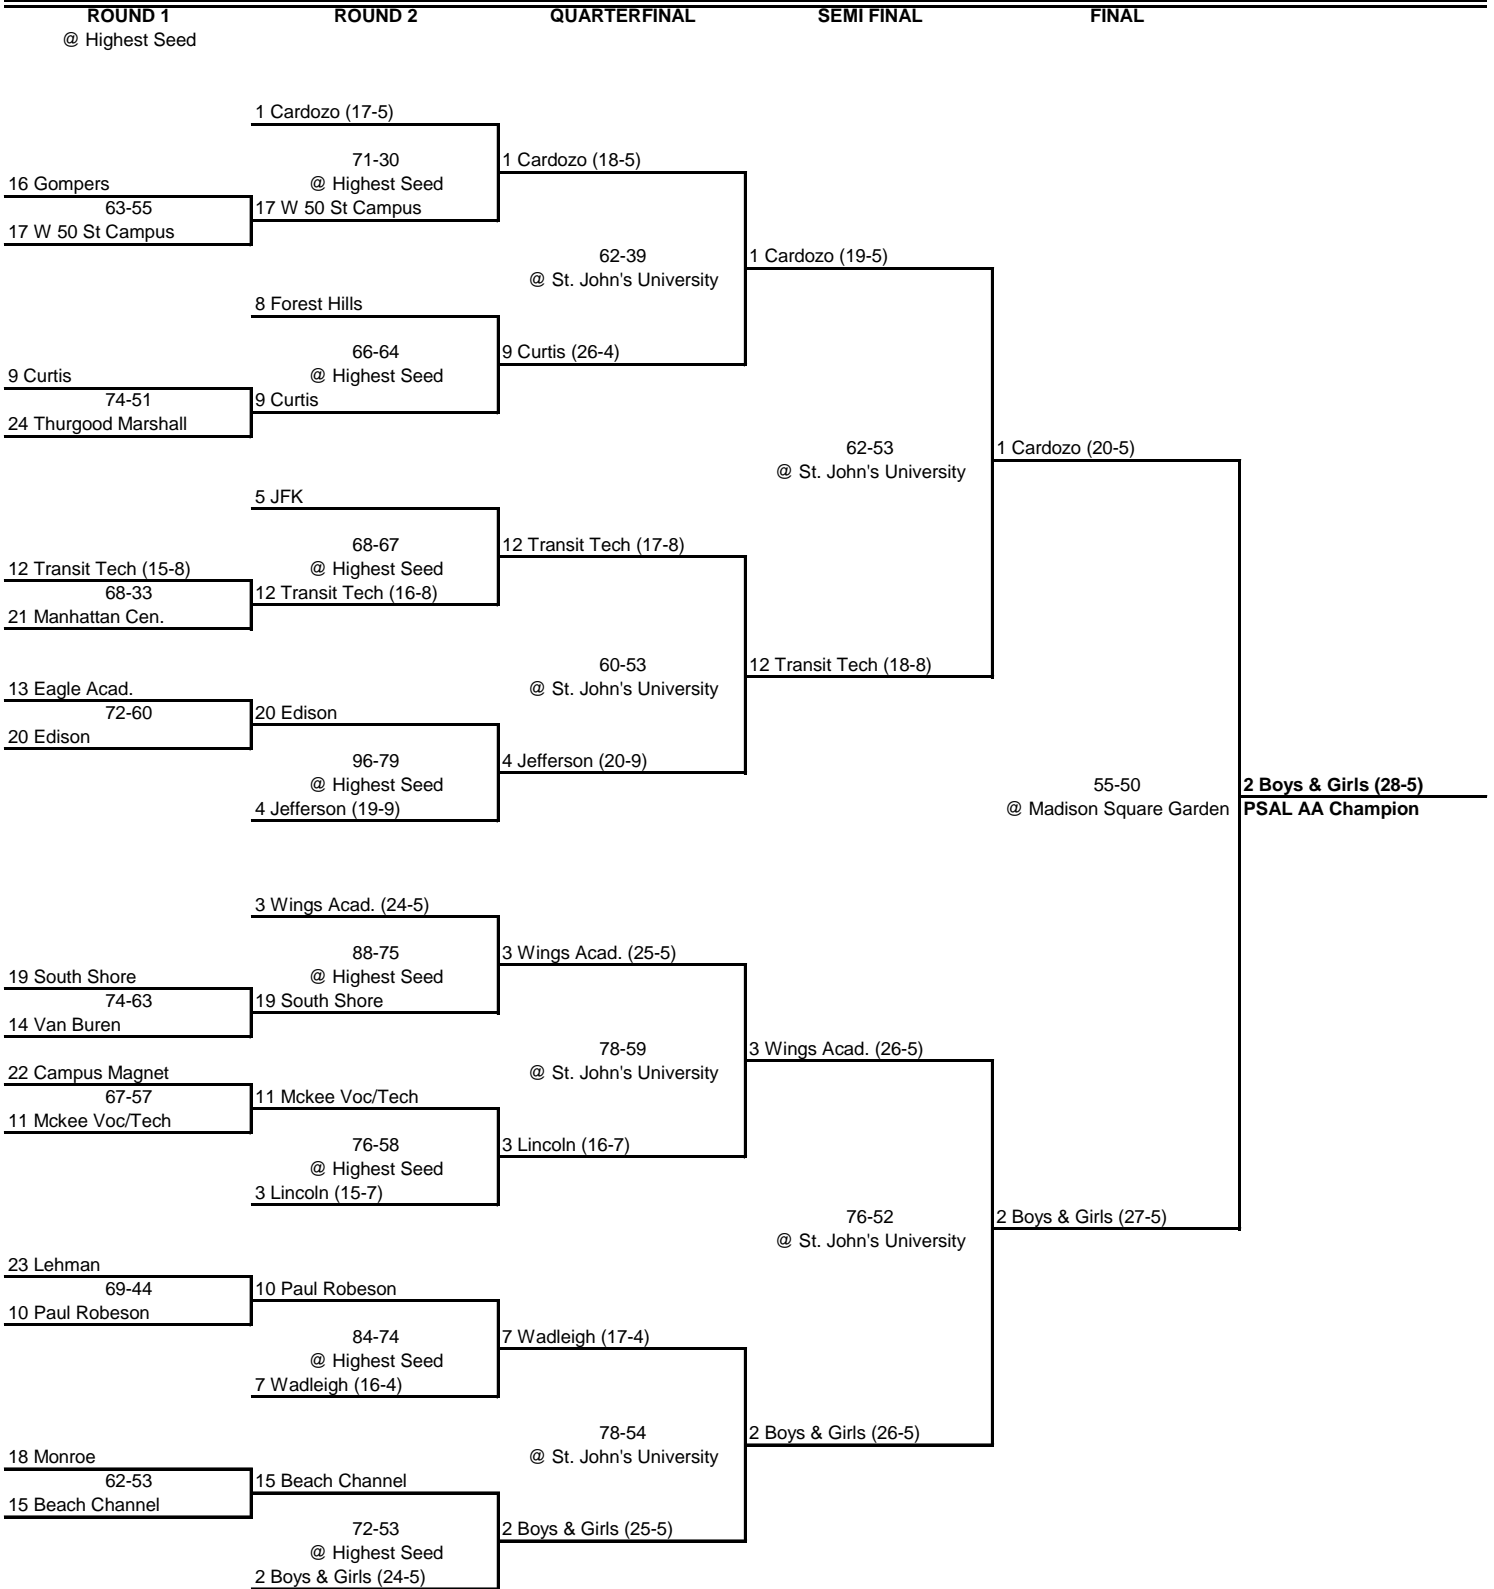 ROUND 1 ROUND 2 QUARTERFINAL SEMI FINAL FINAL
@ Highest Seed
1 Cardozo (17-5)
71-30 1 Cardozo (18-5)
16 Gompers @ Highest Seed
63-55 17 W 50 St Campus
17 W 50 St Campus
62-39 1 Cardozo (19-5)
@ St. John's University
8 Forest Hills
66-64 9 Curtis (26-4)
9 Curtis @ Highest Seed
74-51 9 Curtis
24 Thurgood Marshall
62-53 1 Cardozo (20-5)
@ St. John's University
5 JFK
68-67 12 Transit Tech (17-8)
12 Transit Tech (15-8) @ Highest Seed
68-33 12 Transit Tech (16-8)
21 Manhattan Cen.
60-53 12 Transit Tech (18-8)
13 Eagle Acad. @ St. John's University
72-60 20 Edison
20 Edison
96-79 4 Jefferson (20-9)
@ Highest Seed 55-50 2 Boys & Girls (28-5)
4 Jefferson (19-9) @ Madison Square Garden PSAL AA Champion
3 Wings Acad. (24-5)
88-75 3 Wings Acad. (25-5)
19 South Shore @ Highest Seed
74-63 19 South Shore
14 Van Buren
78-59 3 Wings Acad. (26-5)
22 Campus Magnet @ St. John's University
67-57 11 Mckee Voc/Tech
11 Mckee Voc/Tech
76-58 3 Lincoln (16-7)
@ Highest Seed
3 Lincoln (15-7)
76-52 2 Boys & Girls (27-5)
@ St. John's University
23 Lehman
69-44 10 Paul Robeson
10 Paul Robeson
84-74 7 Wadleigh (17-4)
@ Highest Seed
7 Wadleigh (16-4)
78-54 2 Boys & Girls (26-5)
18 Monroe @ St. John's University
62-53 15 Beach Channel
15 Beach Channel
72-53 2 Boys & Girls (25-5)
@ Highest Seed
2 Boys & Girls (24-5)